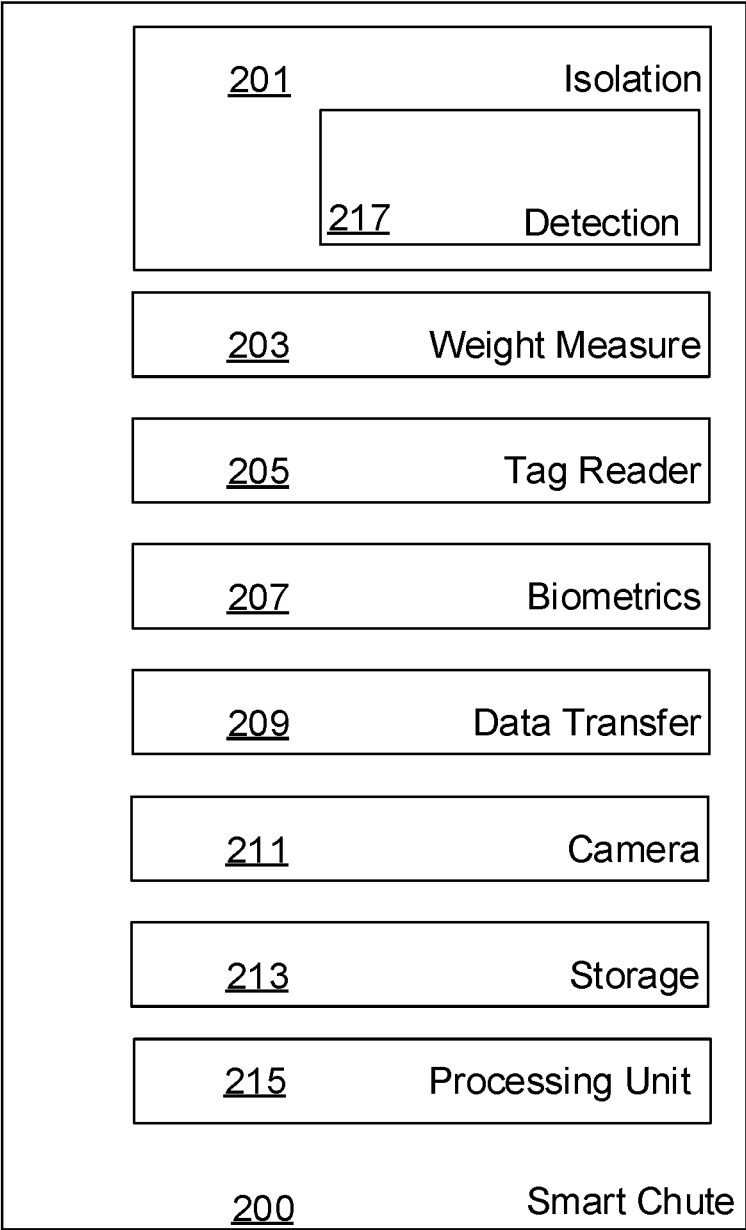 201 Isolation
217 Detection
203 Weight Measure
205 Tag Reader
207 Biometrics
209 Data Transfer
211 Camera
213 Storage
215 Processing Unit
200 Smart Chute